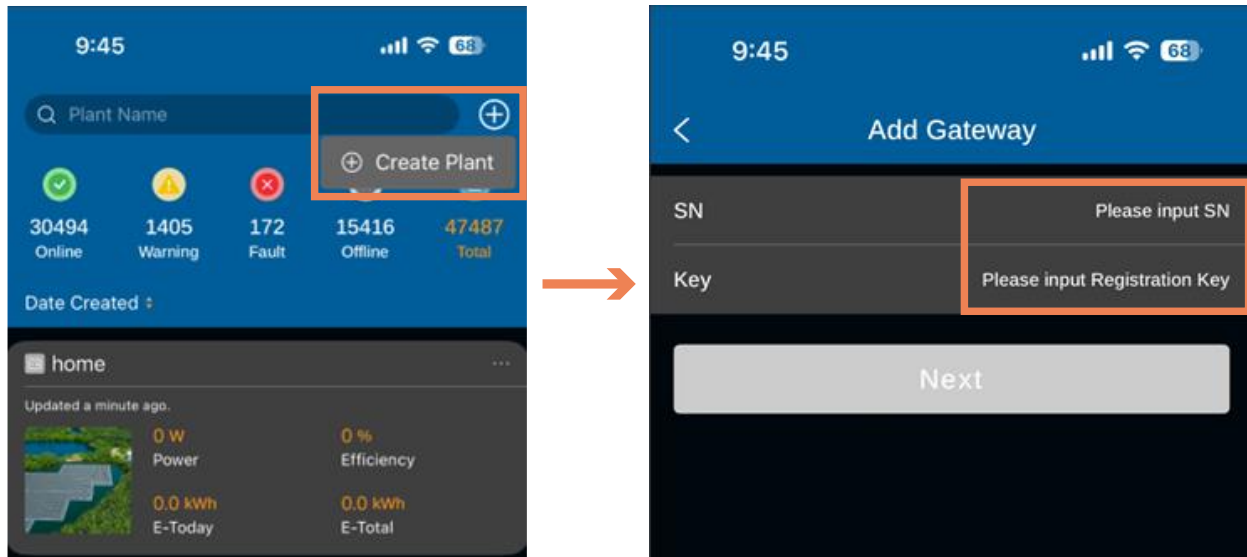 9:45
68
Plant Name
Create Plant
30494 1405 172 15416 47487
Online Warning Fault Offline Total
Date Created
home
...
Updated a minute ago.
0 W 0 %
Power Efficiency
0.0 kWh 0.0 kWh
E-Today E-Total
9:45
68
Add Gateway
SN Please input SN
Key Please input Registration Key
Next